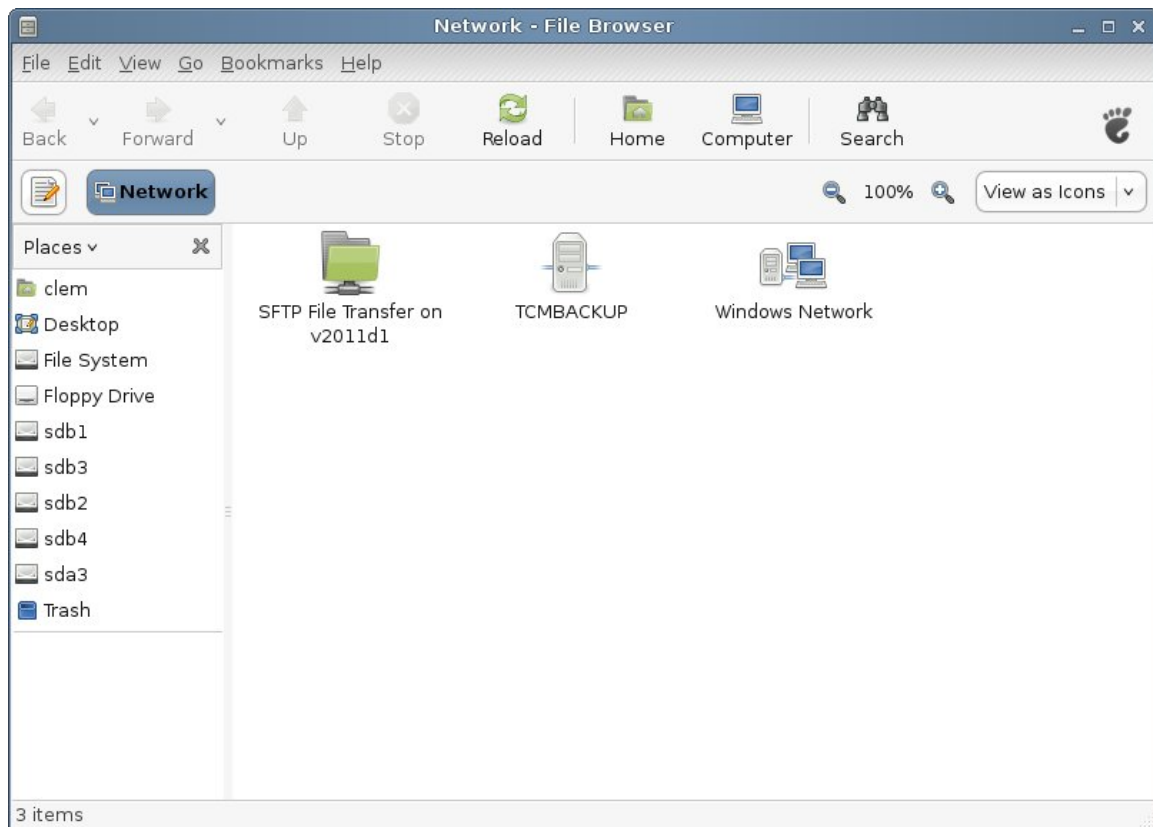 Network - File Browser
File Edit View Go Bookmarks Help
Back Forward Up Stop Reload Home Computer Search
Network 100% View as Icons
Places
clem
Desktop
File System
Floppy Drive
sdb1
sdb3
sdb2
sdb4
sda3
Trash
SFTP File Transfer on
v2011d1
TCMBACKUP
Windows Network
3 items